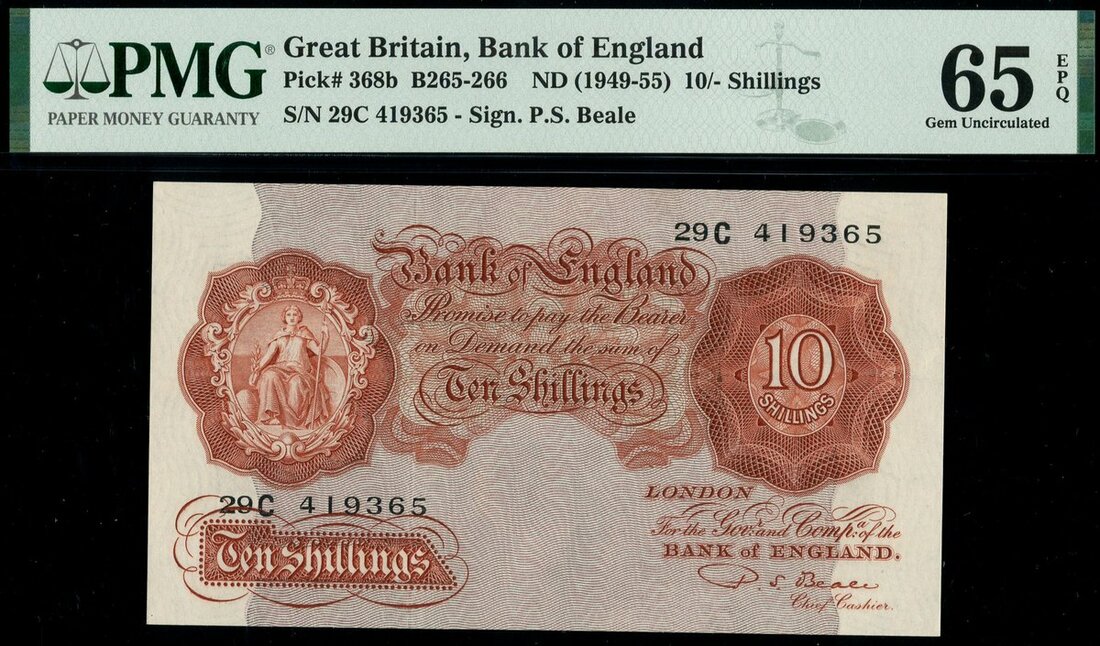 PMG®
PAPER MONEY GUARANTY
Great Britain, Bank of England
Pick# 368b B265-266 ND (1949-55) 10/- Shillings
S/N 29C 419365 - Sign. P.S. Beale
65 EPQ
Gem Uncirculated
29C 419365
Bank of England
Promise to pay the Bearer
on Demand the sum of
Ten Shillings
10
SHILLINGS
29C 419365
Ten Shillings
LONDON
For the Govr. and Compa. of the
BANK of ENGLAND.
P. S. Beale
Chief Cashier.